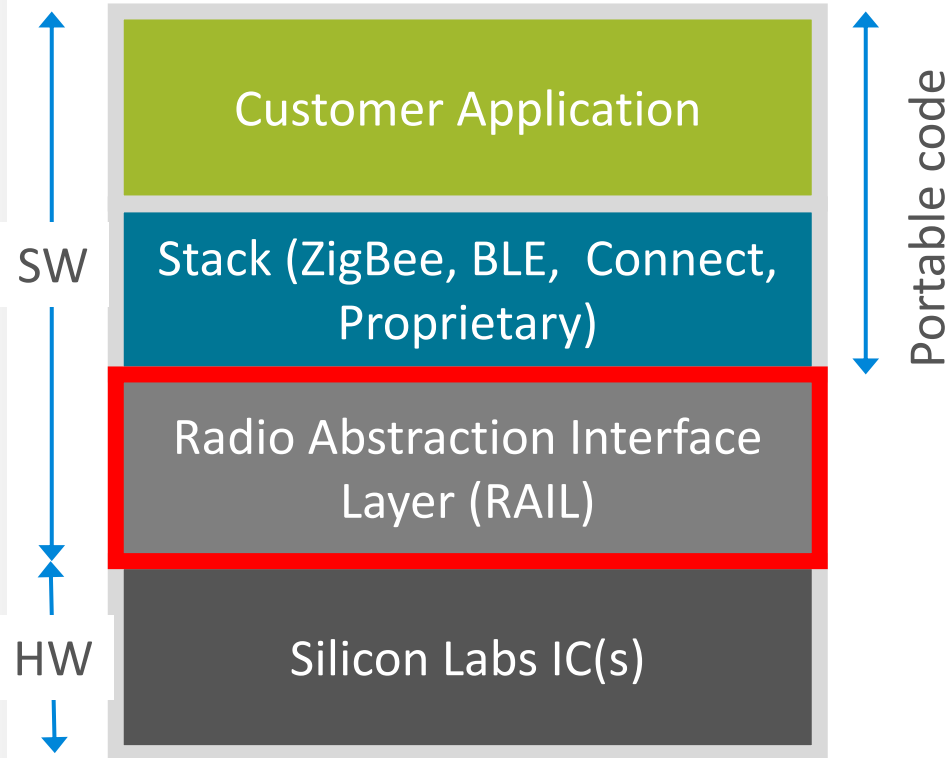 Customer Application
Stack (ZigBee, BLE, Connect,
Proprietary)
Radio Abstraction Interface
Layer (RAIL)
Silicon Labs IC(s)
SW
HW
Portable code